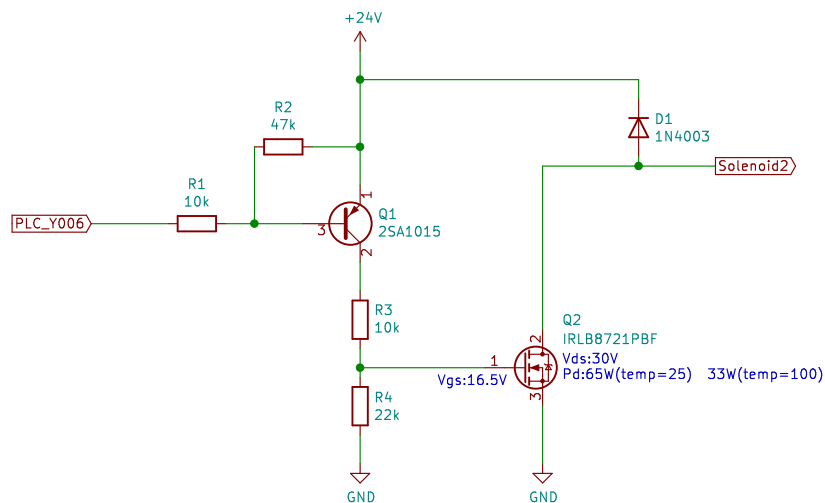 +24V
R2
47k
D1
1N4003
Solenoid2
R1
10k
1
Q1
2SA1015
PLC_Y006
3
2
R3
10k
Q2
IRLB8721PBF
2
1
Vds:30V
Vgs:16.5V
Pd:65W(temp=25) 33W(temp=100)
3
R4
22k
GND
GND